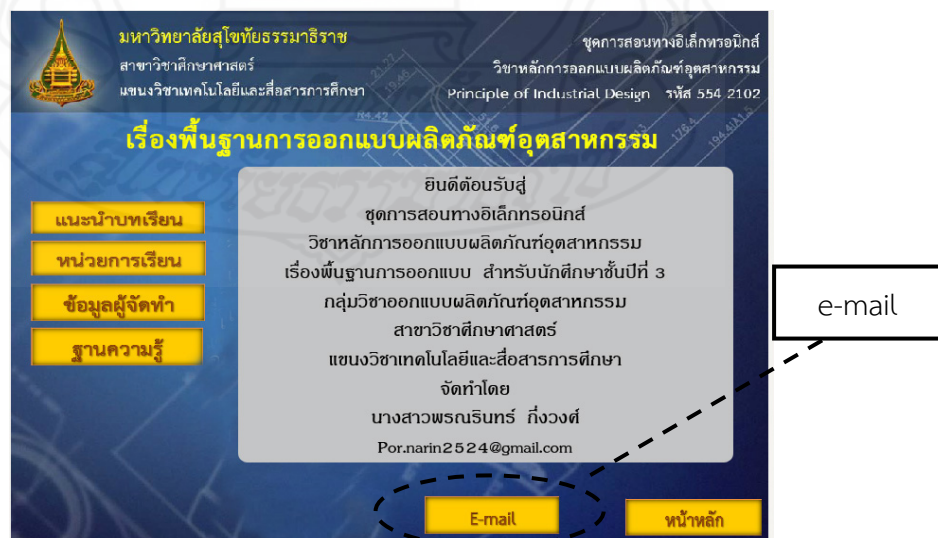 มหาวิทยาลัยสุโขทัยธรรมาธิราช
สาขาวิชาศึกษาศาสตร์
แขนงวิชาเทคโนโลยีและสื่อสารการศึกษา
ชุดการสอนทางอิเล็กทรอนิกส์
วิชาหลักการออกแบบผลิตภัณฑ์อุตสาหกรรม
Principle of Industrial Design รหัส 554 2102
เรื่องพื้นฐานการออกแบบผลิตภัณฑ์อุตสาหกรรม
แนะนำบทเรียน
หน่วยการเรียน
ข้อมูลผู้จัดทำ
ฐานความรู้
ยินดีต้อนรับสู่
ชุดการสอนทางอิเล็กทรอนิกส์
วิชาหลักการออกแบบผลิตภัณฑ์อุตสาหกรรม
เรื่องพื้นฐานการออกแบบ สำหรับนักศึกษาชั้นปีที่ 3
กลุ่มวิชาออกแบบผลิตภัณฑ์อุตสาหกรรม
สาขาวิชาศึกษาศาสตร์
แขนงวิชาเทคโนโลยีและสื่อสารการศึกษา
จัดทำโดย
นางสาวพรณรินทร์ กิ่งวงศ์
Por.narin2524@gmail.com
E-mail
หน้าหลัก
e-mail